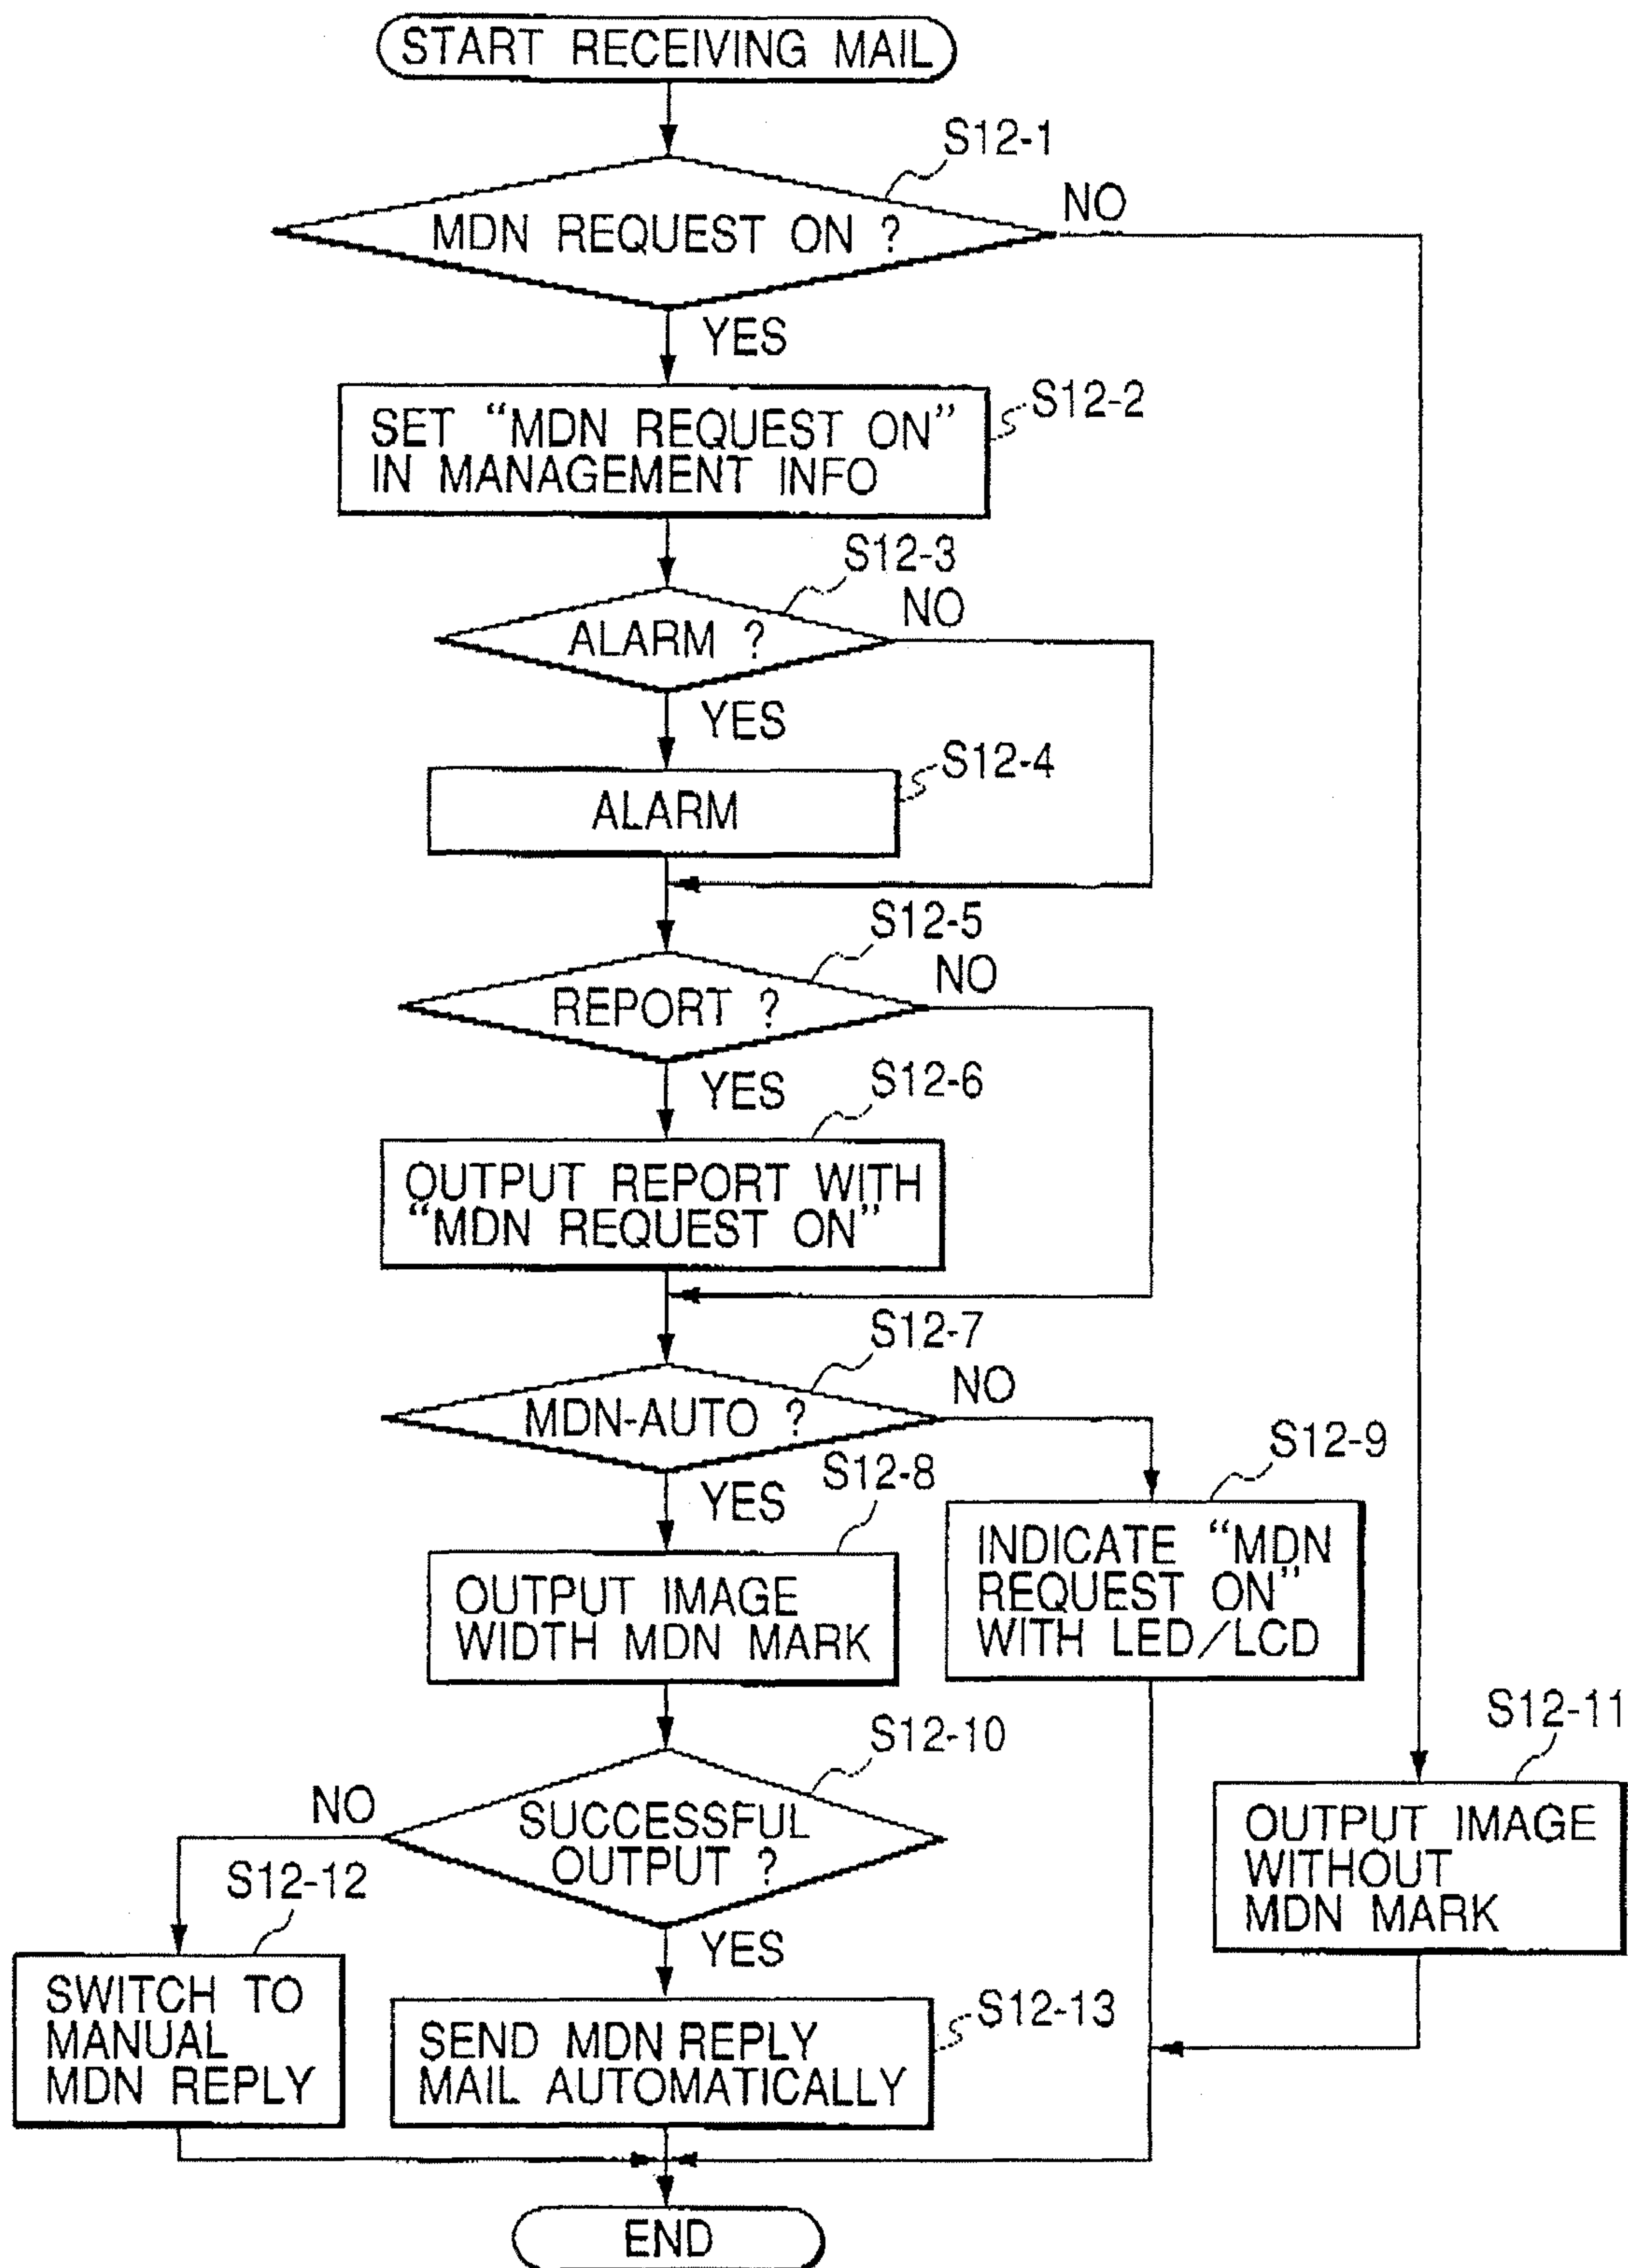 START RECEIVING MAIL
S12-1
MDN REQUEST ON ?
NO
YES
S12-2
SET “MDN REQUEST ON”
IN MANAGEMENT INFO
S12-3
ALARM ?
NO
YES
S12-4
ALARM
S12-5
REPORT ?
NO
YES
S12-6
OUTPUT REPORT WITH
“MDN REQUEST ON”
S12-7
MDN-AUTO ?
NO
YES
S12-8
OUTPUT IMAGE
WIDTH MDN MARK
S12-9
INDICATE “MDN
REQUEST ON”
WITH LED/LCD
S12-10
SUCCESSFUL
OUTPUT ?
NO
YES
S12-11
OUTPUT IMAGE
WITHOUT
MDN MARK
S12-12
SWITCH TO
MANUAL
MDN REPLY
S12-13
SEND MDN REPLY
MAIL AUTOMATICALLY
END